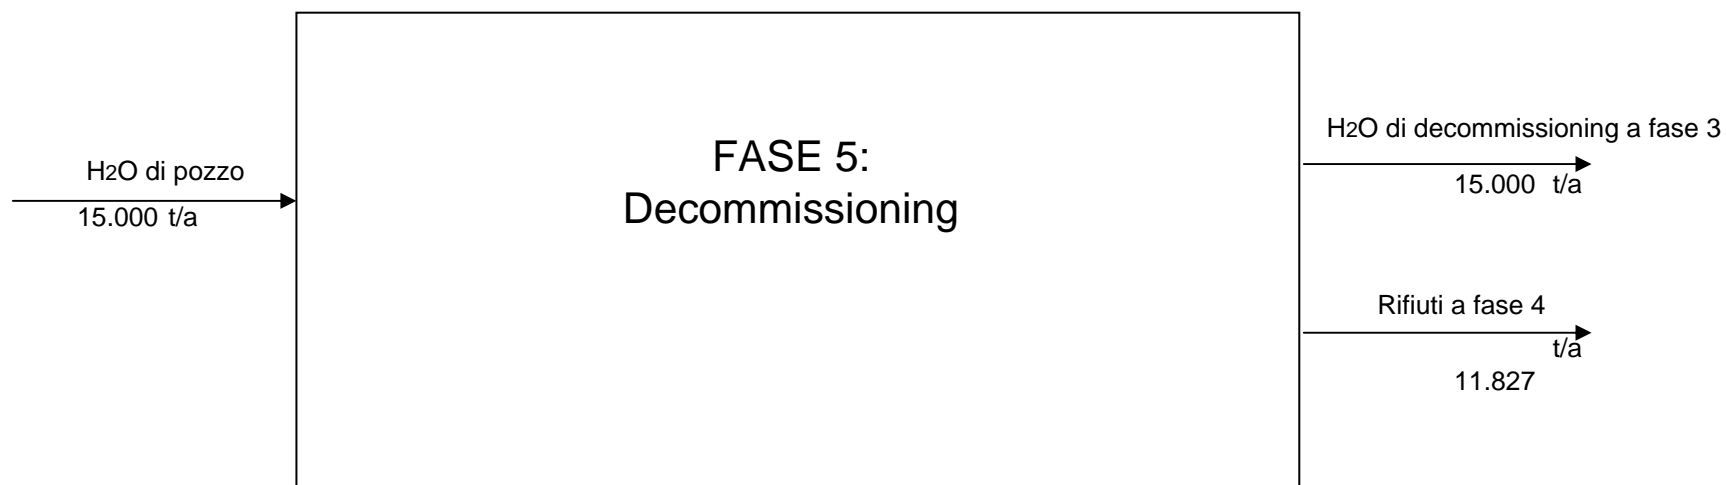 H2O di pozzo
15.000 t/a
FASE 5:
Decommissioning
H2O di decommissioning a fase 3
15.000 t/a
Rifiuti a fase 4
t/a
11.827